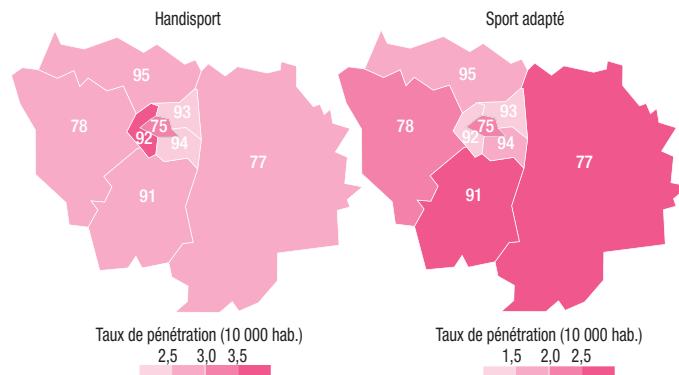 Handisport
95
78
93
75
92
94
77
91
Taux de pénétration (10 000 hab.)
2,5 3,0 3,5
Sport adapté
95
78
93
75
92
94
77
91
Taux de pénétration (10 000 hab.)
1,5 2,0 2,5